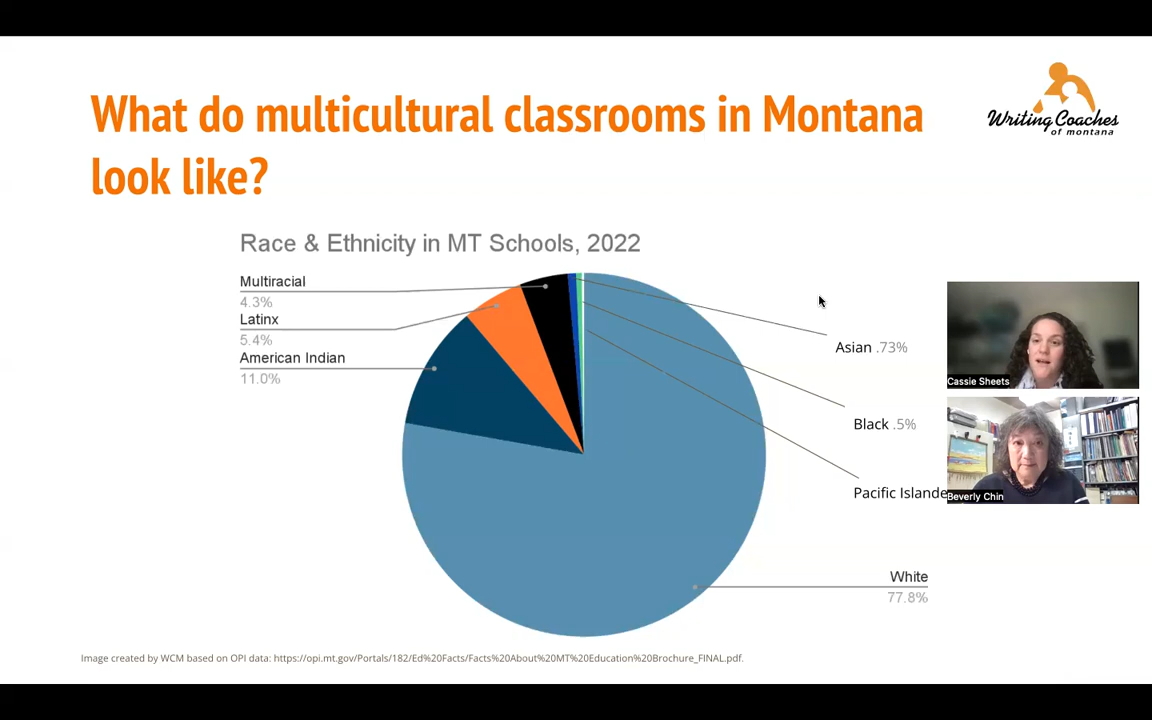 What do multicultural classrooms in Montana
look like?
Writing Coaches
of montana
Race & Ethnicity in MT Schools, 2022
Multiracial
4.3%
Latinx
5.4%
American Indian
11.0%
Asian .73%
Black .5%
Pacific Islande
White
77.8%
Cassie Sheets
Beverly Chin
Image created by WCM based on OPI data: https://opi.mt.gov/Portals/182/Ed%20Facts/Facts%20About%20MT%20Education%20Brochure_FINAL.pdf.